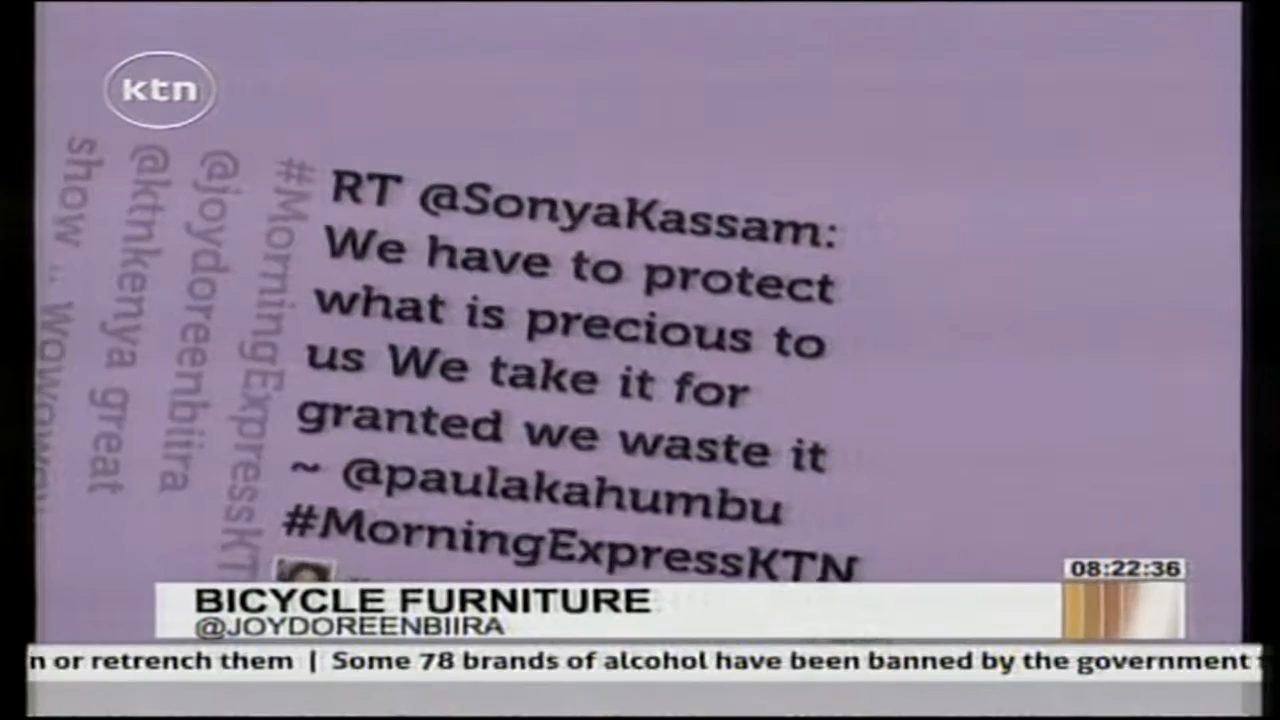 ktn
RT @SonyaKassam:
We have to protect
what is precious to
us We take it for
granted we waste it
~ @paulakahumbu
#MorningExpressKTN
#MorningExpressKT
@joydoreenbiira
@ktnkenya great
show ..
08:22:36
BICYCLE FURNITURE
@JOYDOREENBIIRA
n or retrench them | Some 78 brands of alcohol have been banned by the government